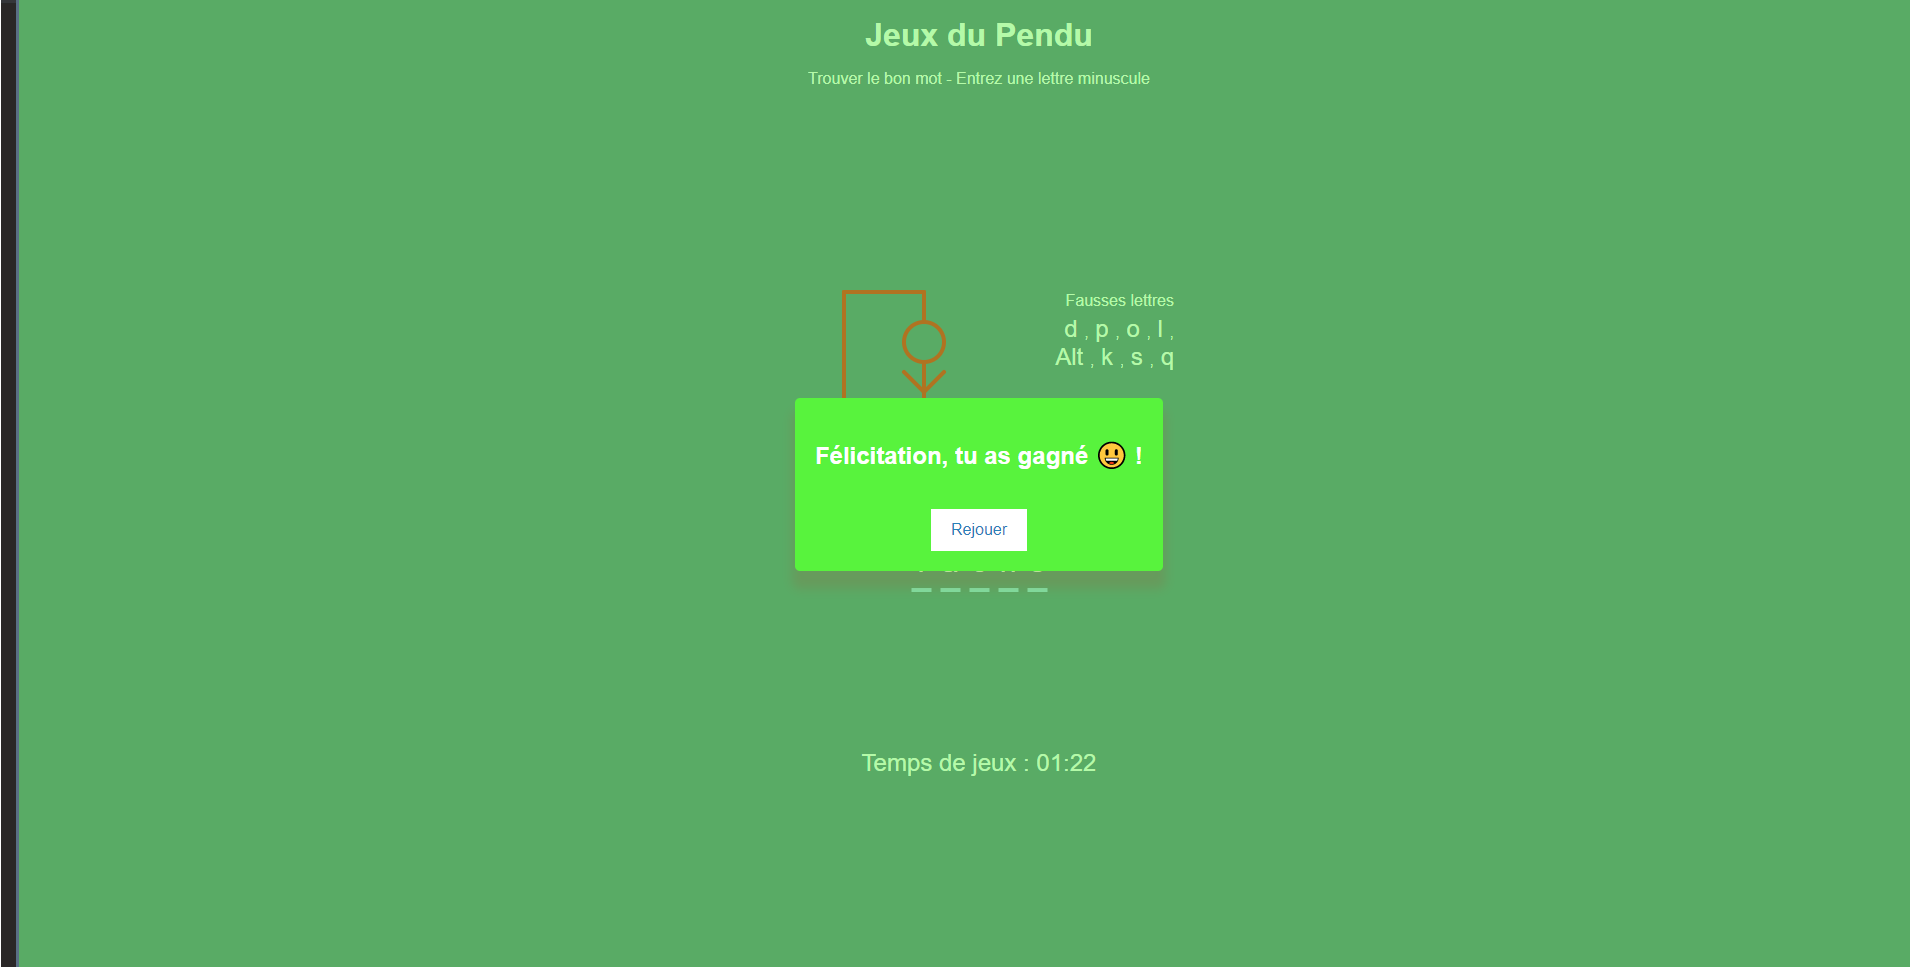 Jeux du Pendu
Trouver le bon mot - Entrez une lettre minuscule
Fausses lettres
d , p , o , l ,
Alt , k , s , q
Félicitation, tu as gagné 😃 !
Rejouer
Temps de jeux : 01:22